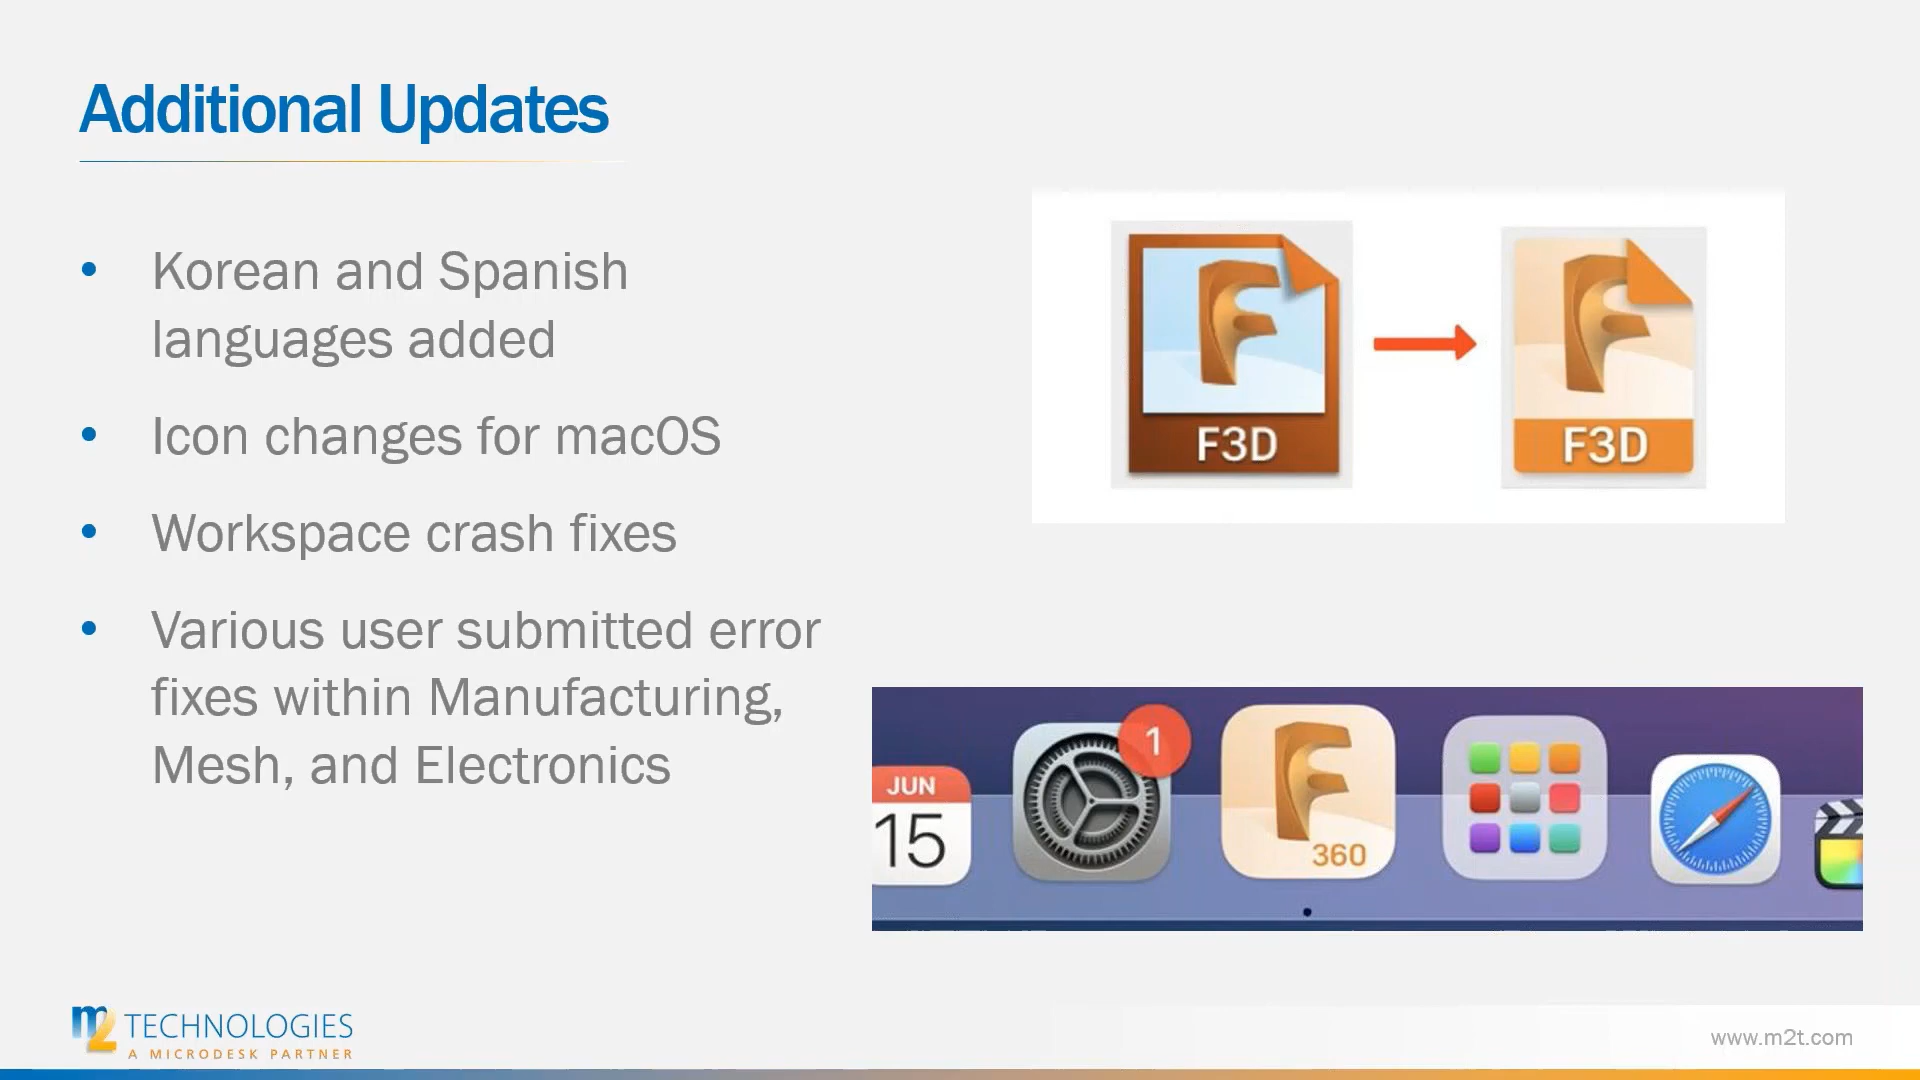 Additional Updates
• Korean and Spanish
languages added
• Icon changes for macOS
• Workspace crash fixes
• Various user submitted error
fixes within Manufacturing,
Mesh, and Electronics
F3D
F3D
JUN
15
1
360
m2 TECHNOLOGIES
A MICRODESK PARTNER
www.m2t.com